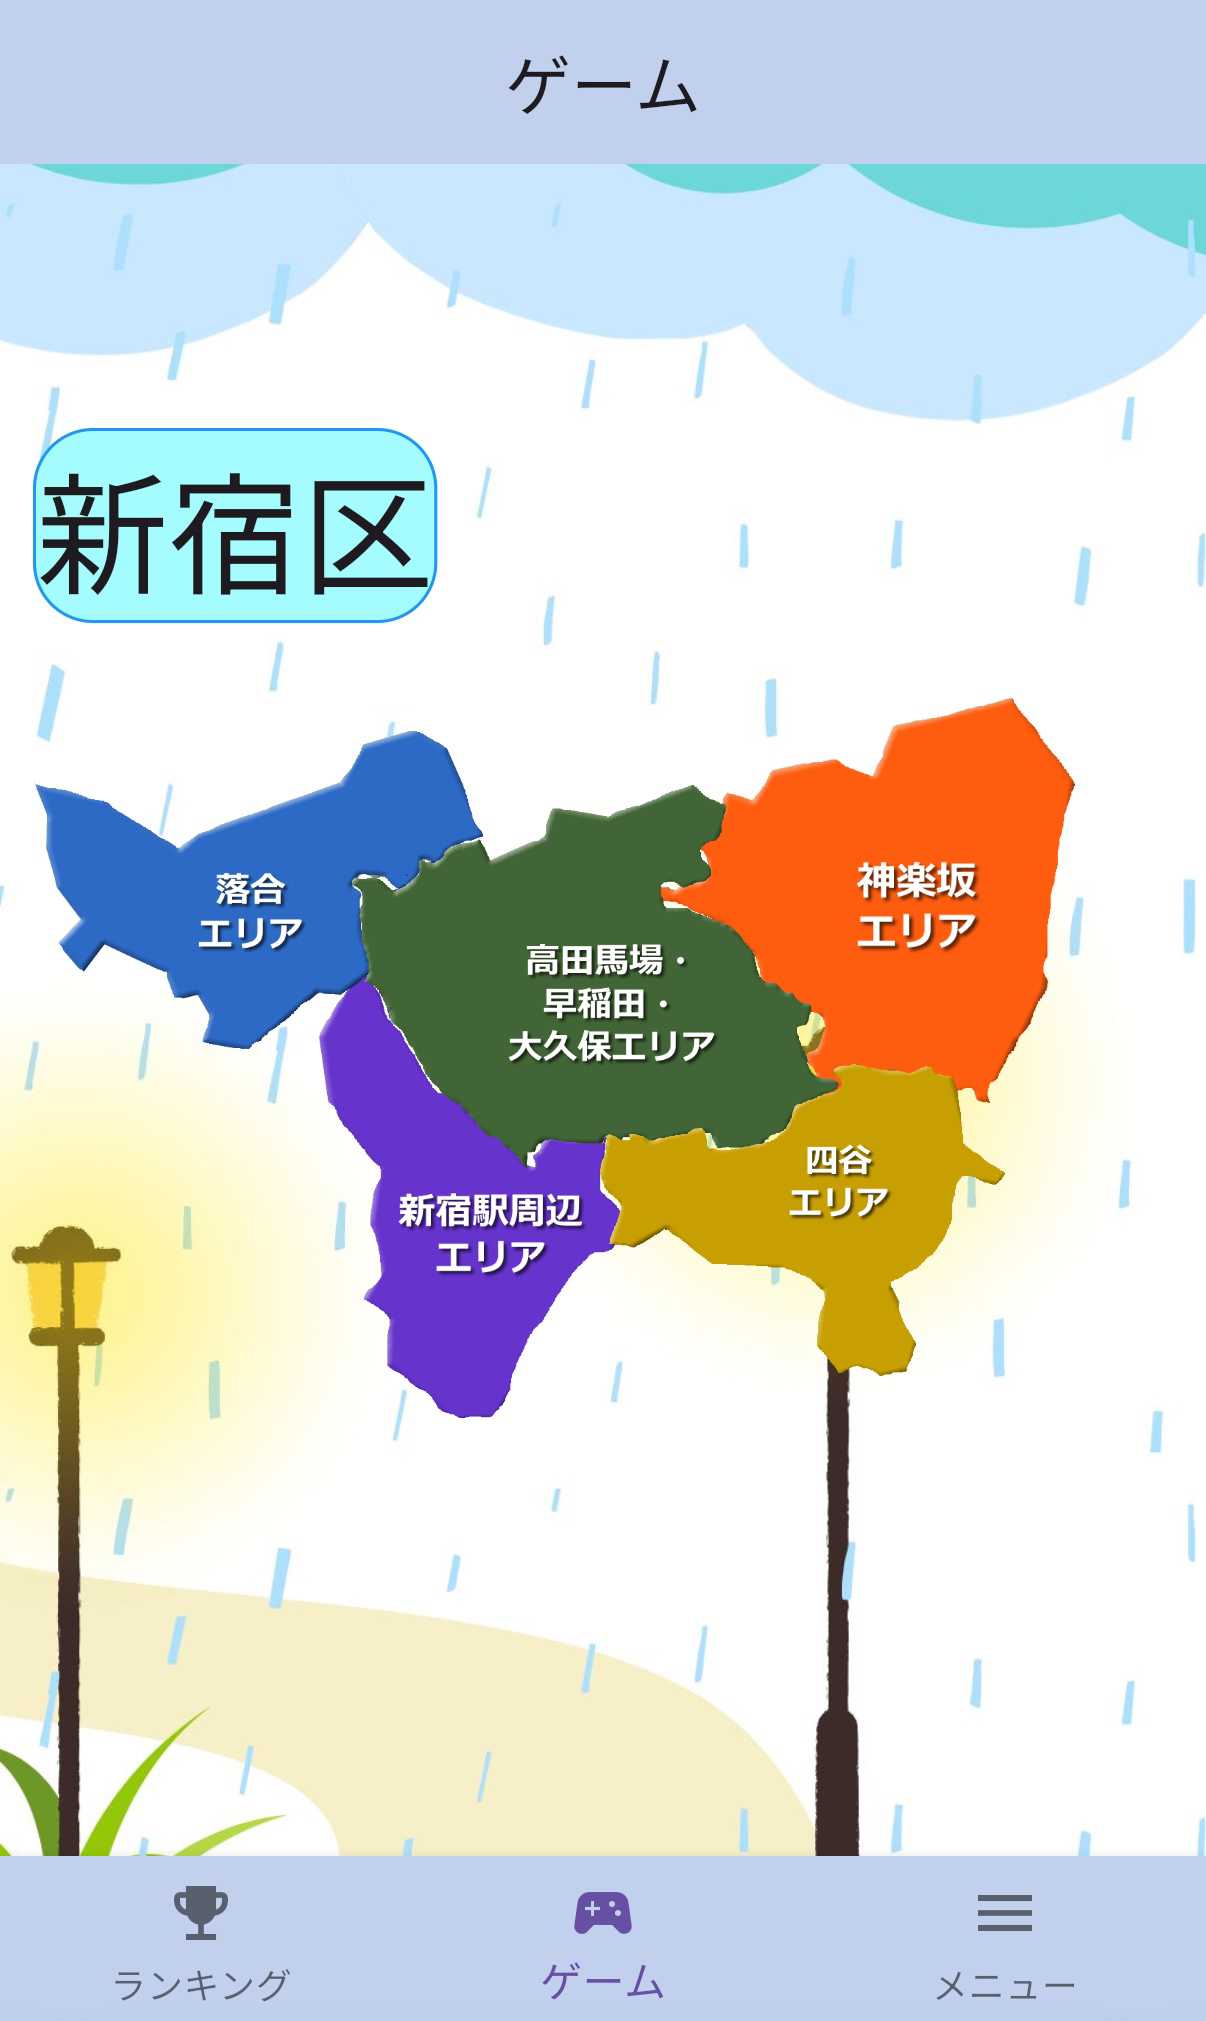 ゲーム
新宿区
落合
エリア
神楽坂
エリア
高田馬場・
早稲田・
大久保エリア
四谷
エリア
新宿駅周辺
エリア
ランキング
ゲーム
メニュー